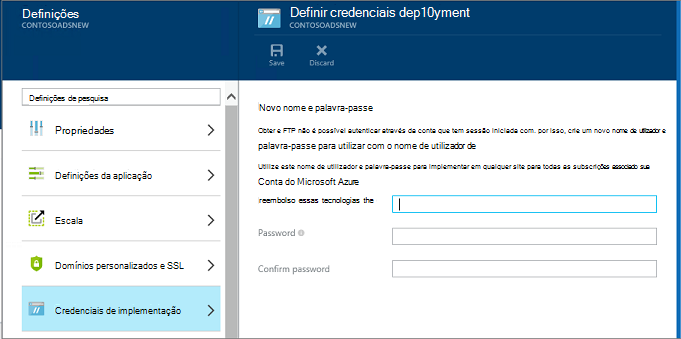 Definições
CONTOSOADSNEW
Definições de pesquisa
Propriedades
Definições da aplicação
Escala
Domínios personalizados e SSL
Credenciais de implementação
Definir credenciais dep10yment
CONTOSOADSNEW
Save Discard
Novo nome e palavra-passe
Obter e FTP não é possível autenticar através da conta que tem sessão iniciada com. por isso, crie um novo nome de utilizador e
palavra-passe para utilizar com o nome de utilizador de
Utilize este nome de utilizador e palavra-passe para implementar em qualquer site para todas as subscrições associado sua
Conta do Microsoft Azure
reembolso essas tecnologias the
Password
Confirm password